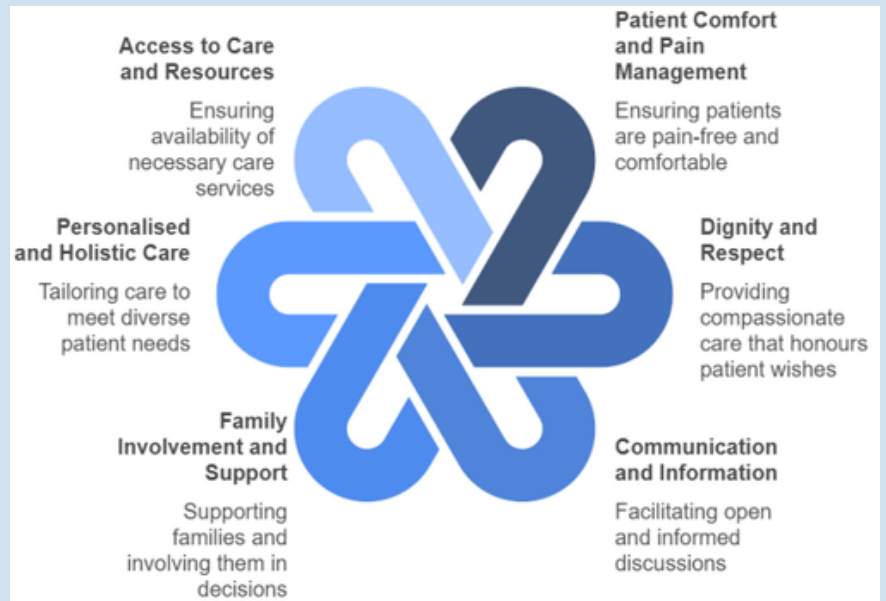 Access to Care
and Resources
Ensuring
availability of
necessary care
services
Patient Comfort
and Pain
Management
Ensuring patients
are pain-free and
comfortable
Personalised
and Holistic Care
Tailoring care to
meet diverse
patient needs
Dignity and
Respect
Providing
compassionate
care that honours
patient wishes
Family
Involvement and
Support
Supporting
families and
involving them in
decisions
Communication
and Information
Facilitating open
and informed
discussions